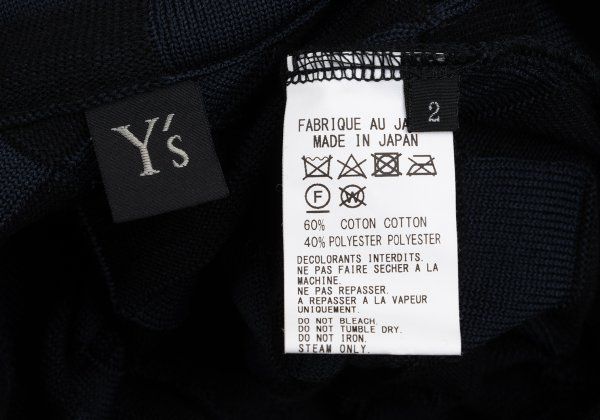 Y's
2
FABRIQUE AU JA
MADE IN JAPAN
F W
60% COTON COTTON
40% POLYESTER POLYESTER
DECOLORANTS INTERDITS.
NE PAS FAIRE SECHER A LA
MACHINE.
NE PAS REPASSER.
A REPASSER A LA VAPEUR
UNIQUEMENT.
DO NOT BLEACH.
DO NOT TUMBLE DRY.
DO NOT IRON.
STEAM ONLY.